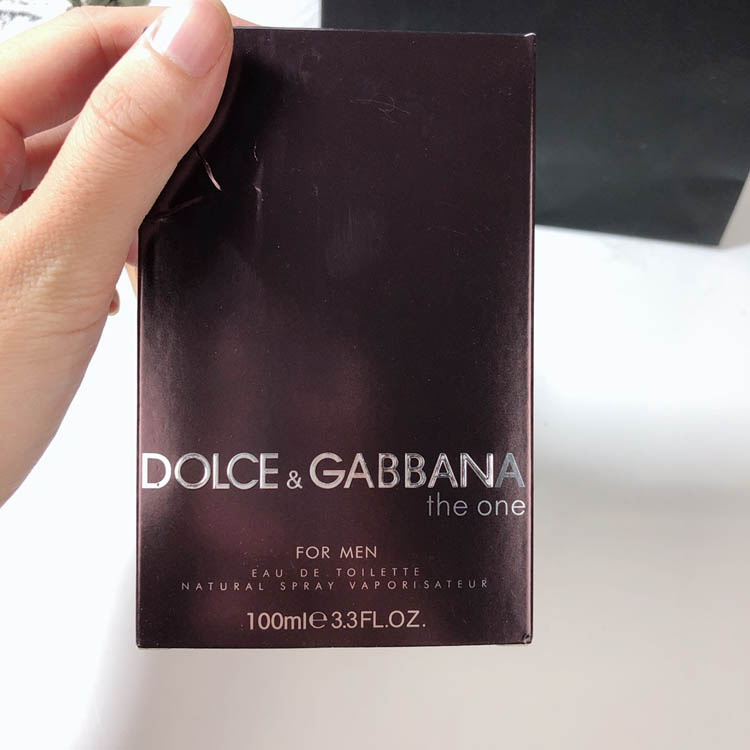 DOLCE & GABBANA
the one
FOR MEN
EAU DE TOILETTE
NATURAL SPRAY VAPORISATEUR
100ml℮3.3FL.OZ.